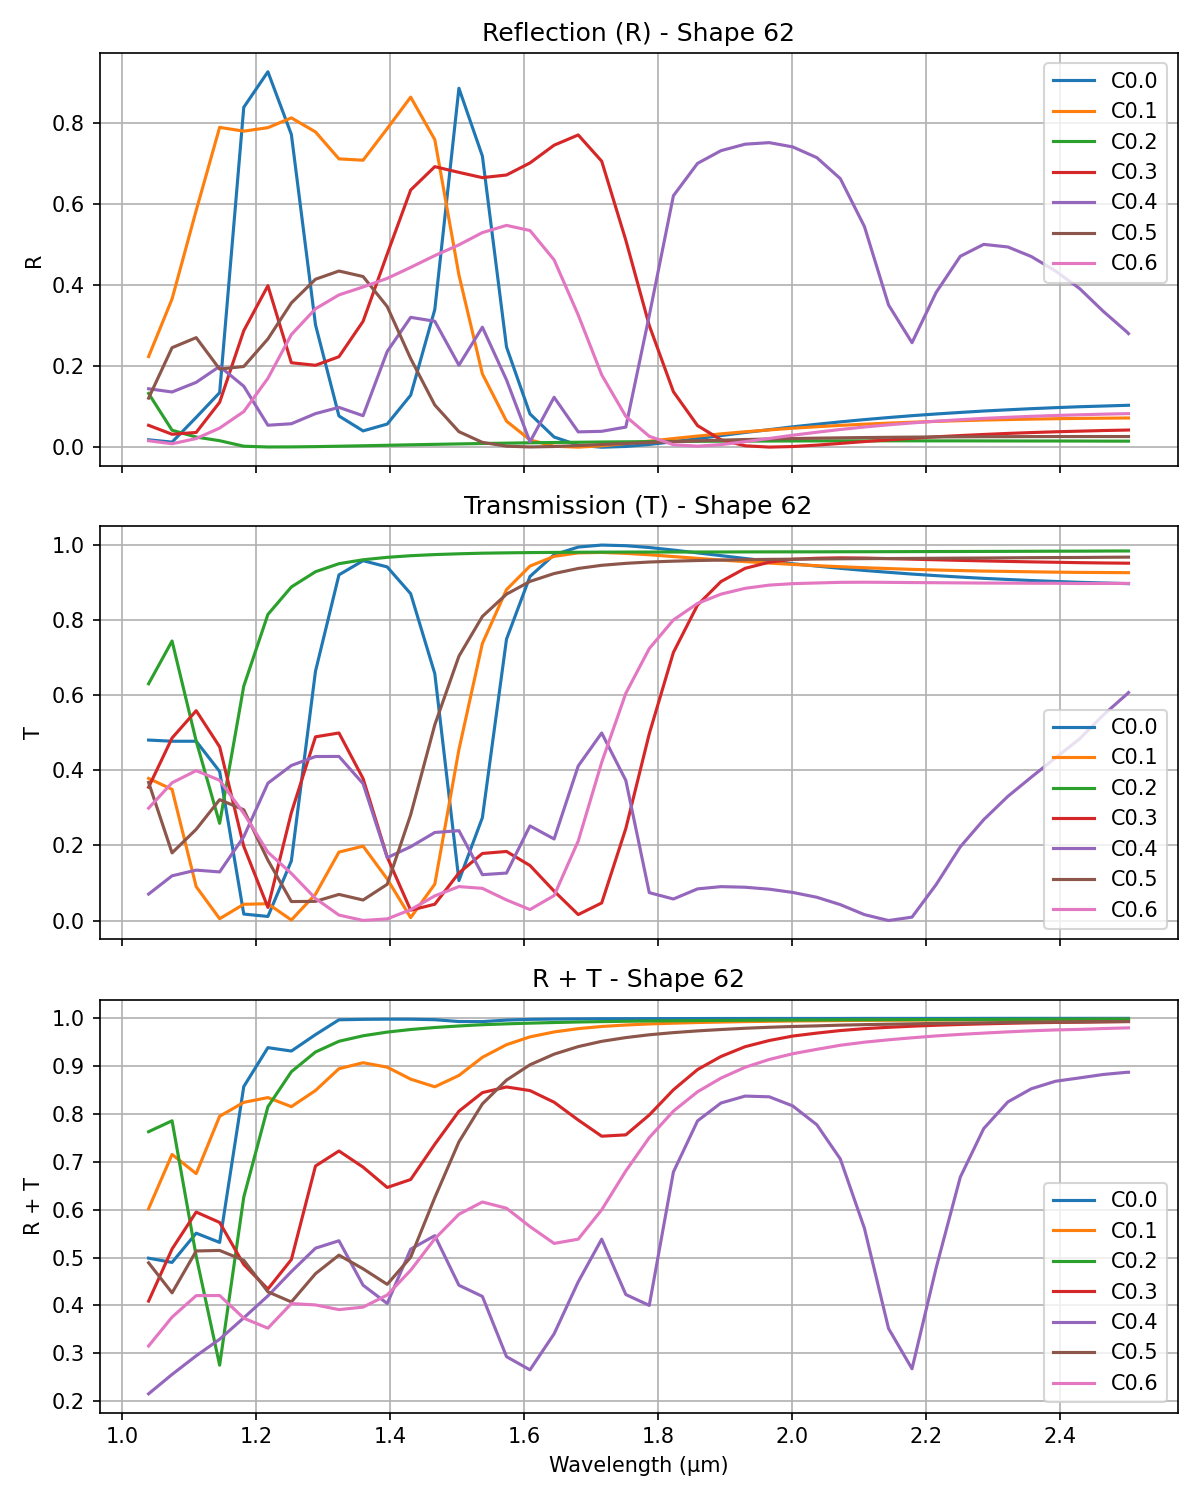 Reflection (R) - Shape 62
0.8
0.6
0.4
0.2
0.0
R
C0.0
C0.1
C0.2
C0.3
C0.4
C0.5
C0.6
Transmission (T) - Shape 62
1.0
0.8
0.6
0.4
0.2
0.0
T
C0.0
C0.1
C0.2
C0.3
C0.4
C0.5
C0.6
R + T - Shape 62
1.0
0.9
0.8
0.7
0.6
0.5
0.4
0.3
0.2
R + T
C0.0
C0.1
C0.2
C0.3
C0.4
C0.5
C0.6
1.0 1.2 1.4 1.6 1.8 2.0 2.2 2.4
Wavelength (μm)